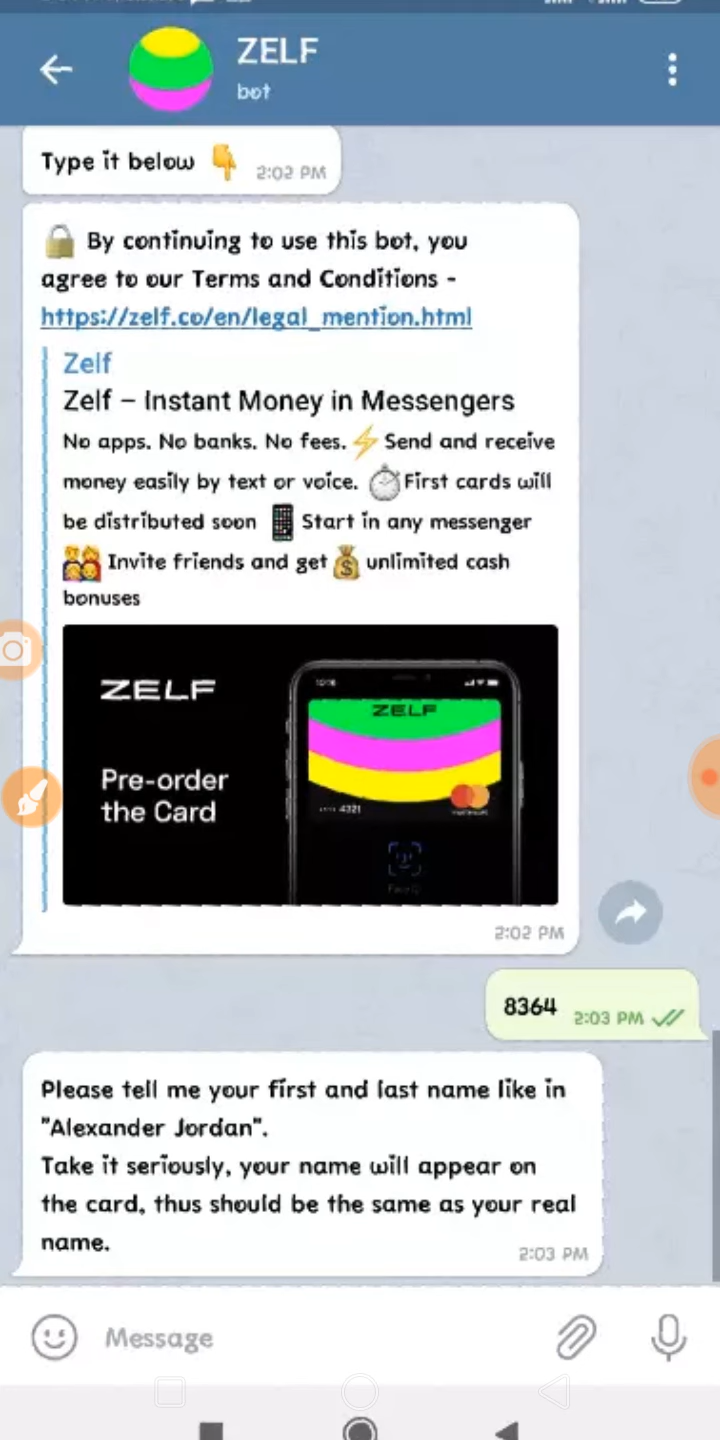 ZELF
bot
Type it below 👇 2:02 PM
🔒 By continuing to use this bot, you
agree to our Terms and Conditions -
https://zelf.co/en/legal_mention.html
Zelf
Zelf – Instant Money in Messengers
No apps. No banks. No fees. ⚡ Send and receive
money easily by text or voice. ⏱ First cards will
be distributed soon 📱 Start in any messenger
👨‍👩‍👧‍👦 Invite friends and get 💰 unlimited cash
bonuses
ZELF
ZELF
Pre-order
the Card
4321
2:02 PM
8364 2:03 PM
Please tell me your first and last name like in
"Alexander Jordan".
Take it seriously, your name will appear on
the card, thus should be the same as your real
name.
2:03 PM
Message